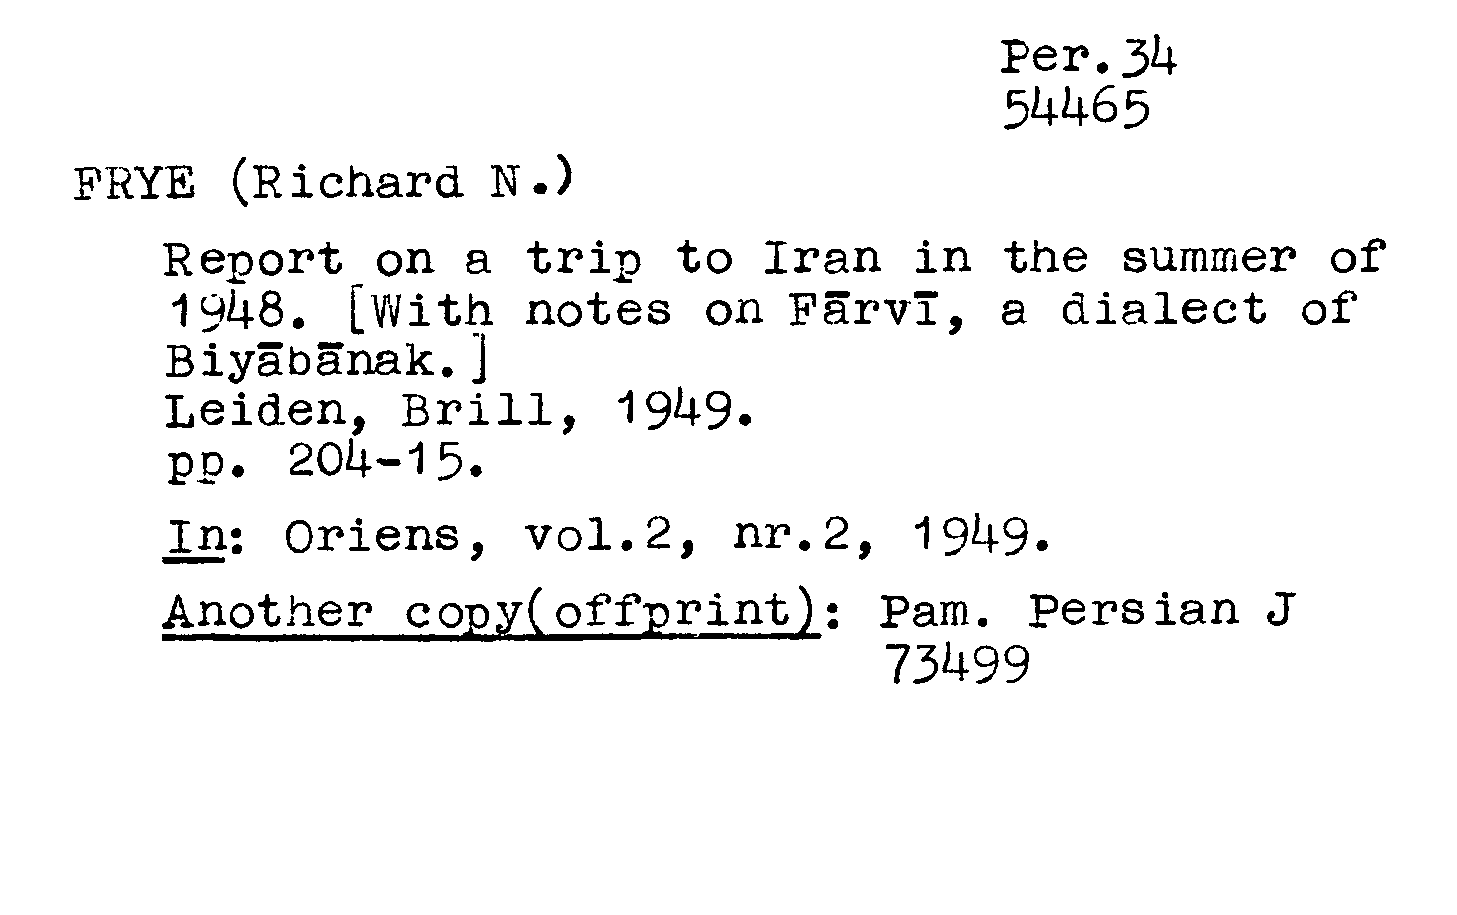 Per.34
54465
FRYE (Richard N.)
Report on a trip to Iran in the summer of
1948. [With notes on Fārvī, a dialect of
Biyābānak.]
Leiden, Brill, 1949.
pp. 204-15.
In: Oriens, vol.2, nr.2, 1949.
Another copy(offprint): Pam. Persian J
73499